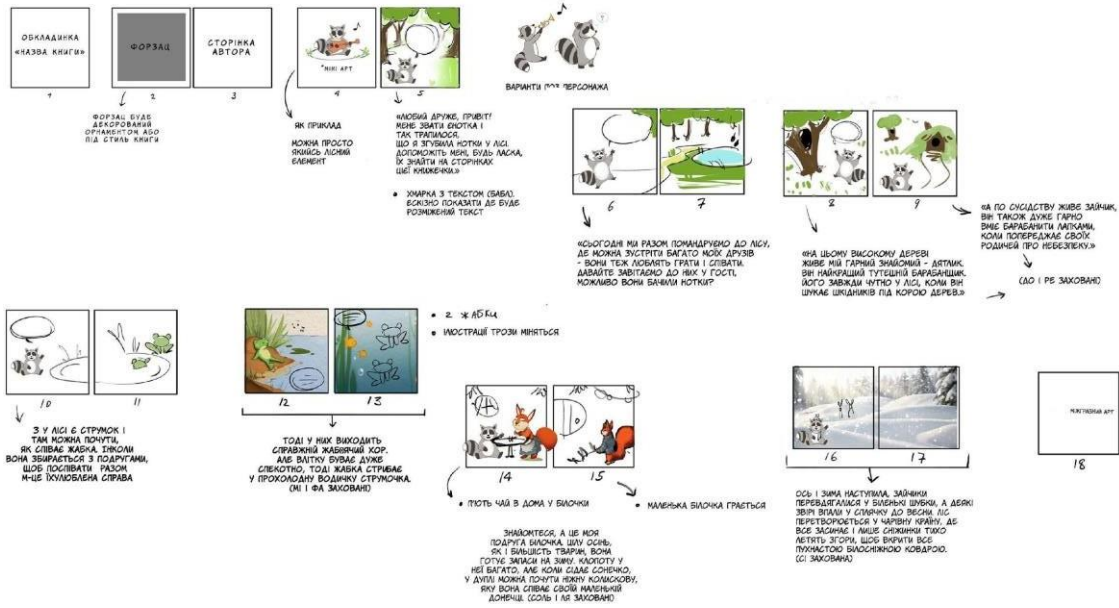 ОБКЛАДИНКА
«НАЗВА КНИГИ»
1
ФОРЗАЦ
2
СТОРІНКА
АВТОРА
3
ФОРЗАЦ БУДЕ
ДЕКОРОВАНИЙ
ОРНАМЕНТОМ АБО
ПІД СТИЛЬ КНИГИ
*МІНІ АРТ
4
5
ЯК ПРИКЛАД
МОЖНА ПРОСТО
ЯКИЙСЬ ЛІСНИЙ
ЕЛЕМЕНТ
«ЛЮБИЙ ДРУЖЕ, ПРИВІТ!
МЕНЕ ЗВАТИ ЄНОТКА І
ТАК ТРАПИЛОСЯ,
ЩО Я ЗГУБИЛА НОТКИ У ЛІСІ.
ДОПОМОЖІТЬ МЕНІ, БУДЬ ЛАСКА,
ЇХ ЗНАЙТИ НА СТОРІНКАХ
ЦІЄЇ КНИЖЕЧКИ.»
• ХМАРКА З ТЕКСТОМ (БАБЛ).
ЕСКІЗНО ПОКАЗАТИ ДЕ БУДЕ
РОЗМІЖЕНИЙ ТЕКСТ
?
ВАРІАНТИ ПЕРСОНАЖА
6
7
«СЬОГОДНІ МИ РАЗОМ ПОМАНДРУЄМО ДО ЛІСУ,
ДЕ МОЖНА ЗУСТРІТИ БАГАТО МОЇХ ДРУЗІВ
- ВОНИ ТЕЖ ЛЮБЛЯТЬ ГРАТИ І СПІВАТИ.
ДАВАЙТЕ ЗАВІТАЄМО ДО НИХ У ГОСТІ,
МОЖЛИВО ВОНИ БАЧИЛИ НОТКИ?
8
9
«НА ЦЬОМУ ВИСОКОМУ ДЕРЕВІ
ЖИВЕ МІЙ ГАРНИЙ ЗНАЙОМИЙ - ДЯТЛИК.
ВІН НАЙКРАЩИЙ ТУТЕШНІЙ БАРАБАНЩИК.
ЙОГО ЗАВЖДИ ЧУТНО У ЛІСІ, КОЛИ ВІН
ШУКАЄ ШКІДНИКІВ ПІД КОРОЮ ДЕРЕВ.»
«А ПО СУСІДСТВУ ЖИВЕ ЗАЙЧИК,
ВІН ТАКОЖ ДУЖЕ ГАРНО
ВМІЄ БАРАБАНИТИ ЛАПКАМИ,
КОЛИ ПОПЕРЕДЖАЄ СВОЇХ
РОДИЧЕЙ ПРО НЕБЕЗПЕКУ.»
(ДО І РЕ ЗАХОВАНІ)
10
11
З У ЛІСІ Є СТРУМОК І
ТАМ МОЖНА ПОЧУТИ,
ЯК СПІВАЄ ЖАБКА. ІНКОЛИ
ВОНА ЗБИРАЄТЬСЯ З ПОДРУГАМИ,
ЩОБ ПОСПІВАТИ РАЗОМ
М-ЦЕ ЇХУЛЮБЛЕНА СПРАВА
12
13
• 2 ЖАБКИ
• ІЛЮСТРАЦІЇ ТРОЗИ МІНЯТЬСЯ
ТОДІ У НИХ ВИХОДИТЬ
СПРАВЖНІЙ ЖАБЯЧИЙ ХОР.
АЛЕ ВЛІТКУ БУВАЄ ДУЖЕ
СПЕКОТНО, ТОДІ ЖАБКА СТРИБАЄ
У ПРОХОЛОДНУ ВОДИЧКУ СТРУМОЧКА.
(МІ І ФА ЗАХОВАНІ)
14
15
• П'ЮТЬ ЧАЙ В ДОМА У БІЛОЧКИ
• МАЛЕНЬКА БІЛОЧКА ГРАЄТЬСЯ
ЗНАЙОМТЕСЯ, А ЦЕ МОЯ
ПОДРУГА БІЛОЧКА. ЦІЛУ ОСІНЬ,
ЯК І БІЛЬШІСТЬ ТВАРИН, ВОНА
ГОТУЄ ЗАПАСИ НА ЗИМУ. КЛОПОТУ У
НЕЇ БАГАТО, АЛЕ КОЛИ СІДАЄ СОНЕЧКО,
У ДУПЛІ МОЖНА ПОЧУТИ НІЖНУ КОЛИСКОВУ,
ЯКУ ВОНА СПІВАЄ СВОЇЙ МАЛЕНЬКІЙ
ДОНЕЧЦІ. (СОЛЬ І ЛЯ ЗАХОВАНІ)
16
17
ОСЬ І ЗИМА НАСТУПИЛА, ЗАЙЧИКИ
ПЕРЕВДЯГАЛИСЯ У БІЛЕНЬКІ ШУБКИ, А ДЕЯКІ
ЗВІРІ ВПАЛИ У СПЛЯЧКУ ДО ВЕСНИ. ЛІС
ПЕРЕТВОРЮЄТЬСЯ У ЧАРІВНУ КРАЇНУ, ДЕ
ВСЕ ЗАСИНАЄ І ЛИШЕ СНІЖИНКИ ТИХО
ЛЕТЯТЬ ЗГОРИ, ЩОБ ВКРИТИ ВСЕ
ПУХНАСТОЮ БІЛОСНІЖНОЮ КОВДРОЮ.
(СІ ЗАХОВАНА)
АРТ
18